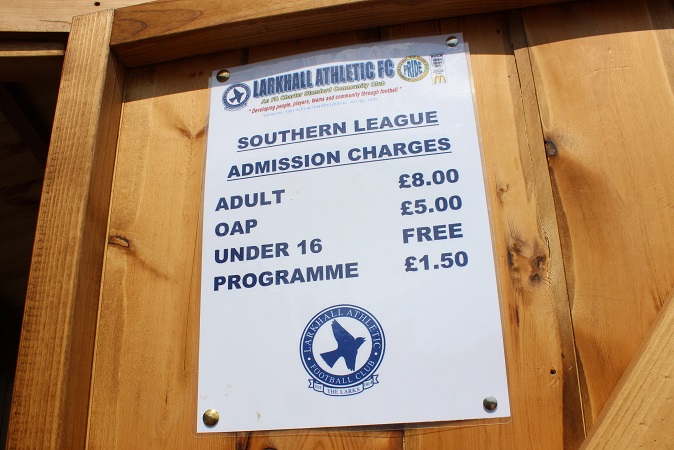 LARKHALL ATHLETIC FC
An FA Charter Standard Community Club
"Developing people, players, teams and community through football"
PRIDE
SOUTHERN LEAGUE
ADMISSION CHARGES
ADULT £8.00
OAP £5.00
UNDER 16 FREE
PROGRAMME £1.50
LARKHALL ATHLETIC
FOOTBALL CLUB
THE LARKS